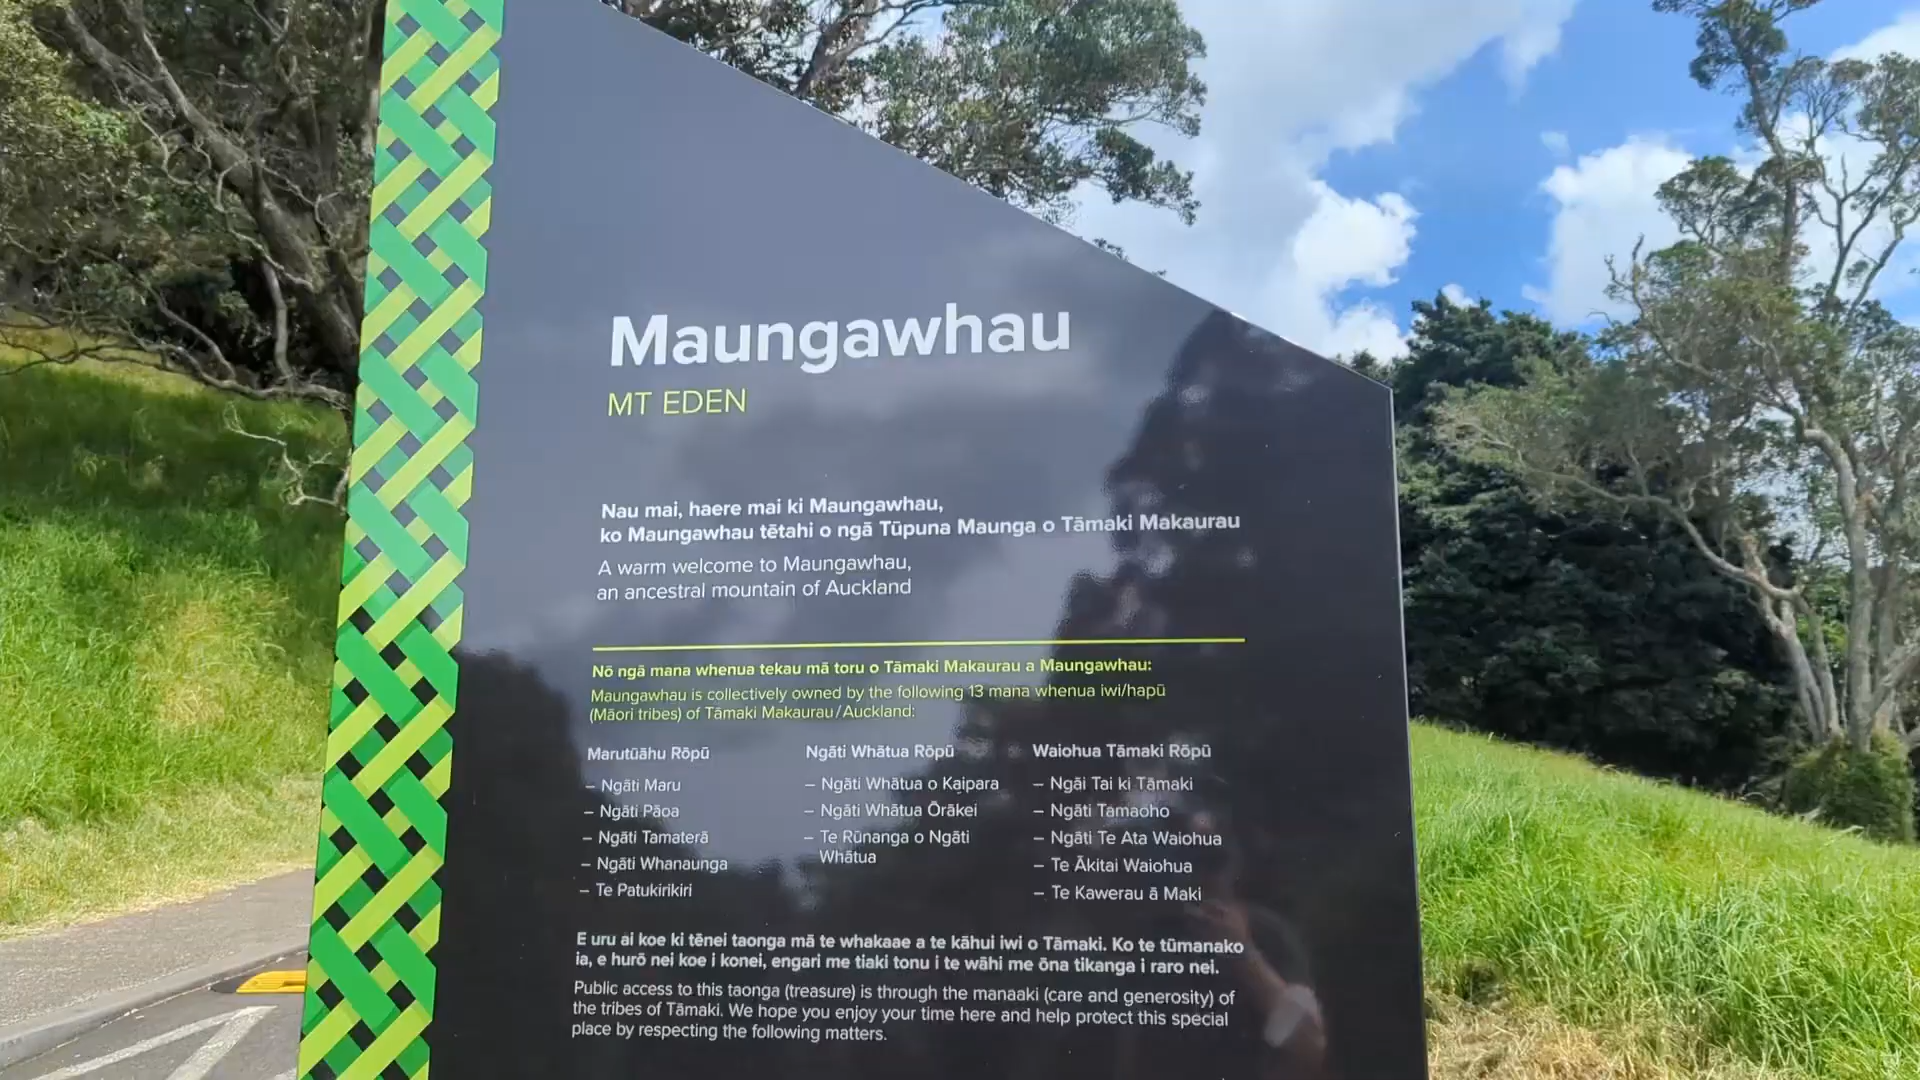 Maungawhau
MT EDEN
Nau mai, haere mai ki Maungawhau,
ko Maungawhau tētahi o ngā Tūpuna Maunga o Tāmaki Makaurau
A warm welcome to Maungawhau,
an ancestral mountain of Auckland
Nō ngā mana whenua tekau mā toru o Tāmaki Makaurau a Maungawhau:
Maungawhau is collectively owned by the following 13 mana whenua iwi/hapū
(Māori tribes) of Tāmaki Makaurau/Auckland:
Marutūāhu Rōpū
– Ngāti Maru
– Ngāti Pāoa
– Ngāti Tamaterā
– Ngāti Whanaunga
– Te Patukirikiri
Ngāti Whātua Rōpū
– Ngāti Whātua o Kaipara
– Ngāti Whātua Ōrākei
– Te Rūnanga o Ngāti
Whātua
Waiohua Tāmaki Rōpū
– Ngāi Tai ki Tāmaki
– Ngāti Tamaoho
– Ngāti Te Ata Waiohua
– Te Ākitai Waiohua
– Te Kawerau ā Maki
E uru ai koe ki tēnei taonga mā te whakaae a te kāhui iwi o Tāmaki. Ko te tūmanako
ia, e hurō nei koe i konei, engari me tiaki tonu i te wāhi me ōna tikanga i raro nei.
Public access to this taonga (treasure) is through the manaaki (care and generosity) of
the tribes of Tāmaki. We hope you enjoy your time here and help protect this special
place by respecting the following matters.